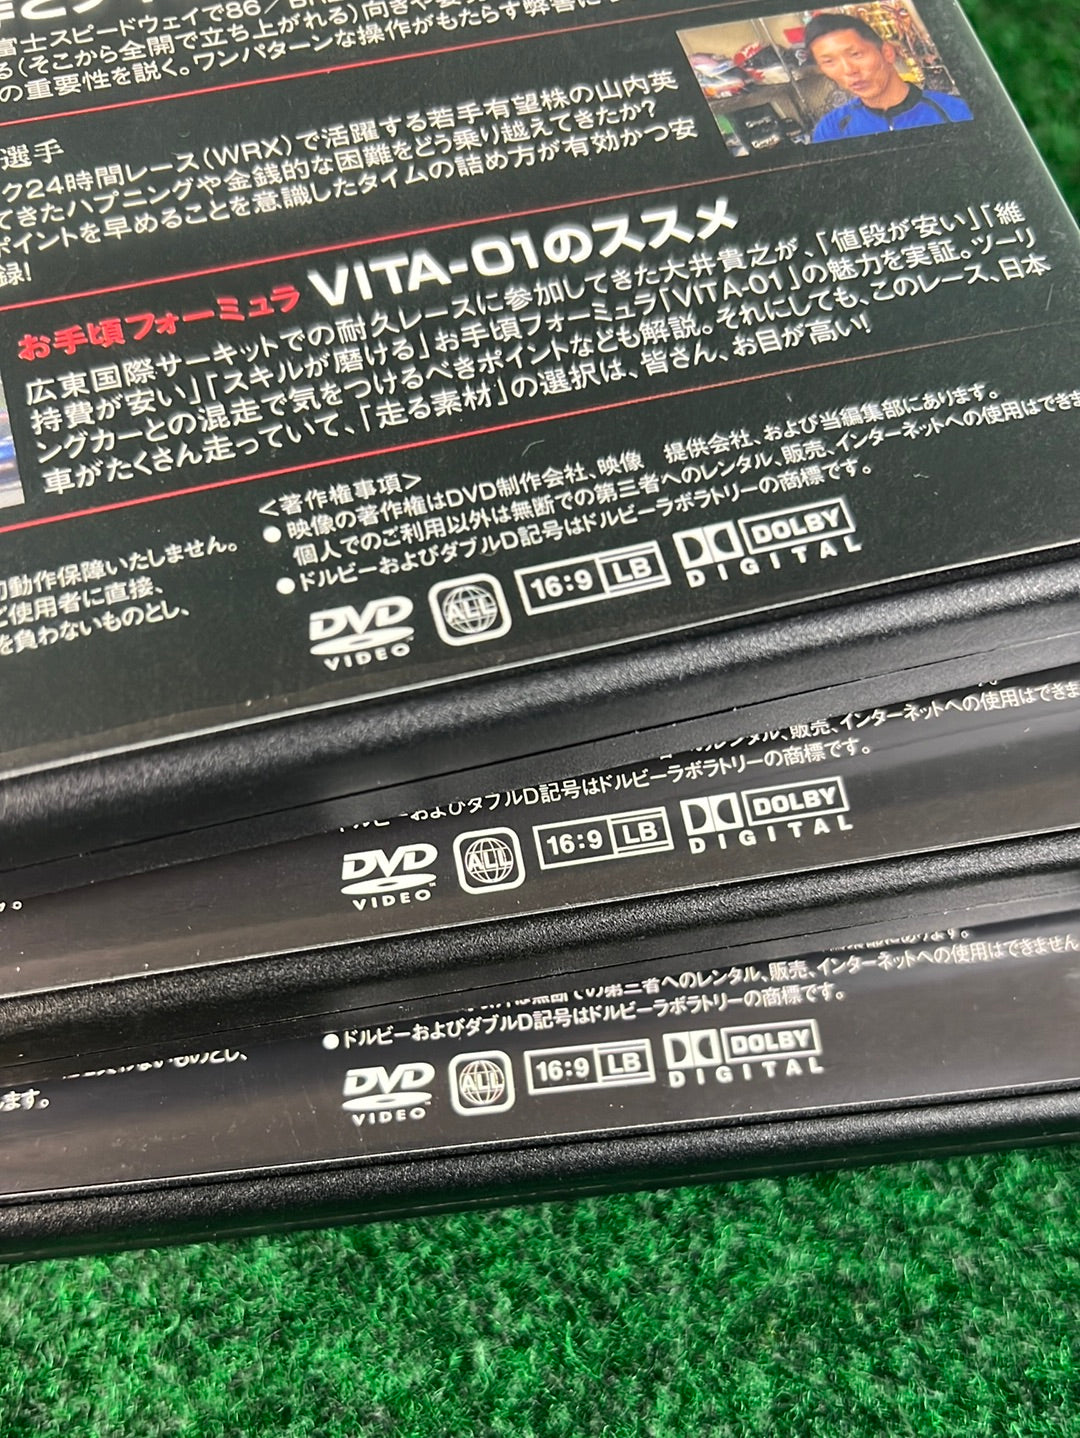 富士スピードウェイで86／BR
る（そこから全開で立ち上がれる）向きや
の重要性を説く。ワンパターンな操作がもたらす弊害に
選手
ク24時間レース（WRX）で活躍する若手有望株の山内英
てきたハプニングや金銭的な困難をどう乗り越えてきたか？
ポイントを早めることを意識したタイムの詰め方が有効かつ安
録！
お手頃フォーミュラ VITA-01のススメ
広東国際サーキットでの耐久レースに参加してきた大井貴之が、「値段が安い」「維
持費が安い」「スキルが磨ける」お手頃フォーミュラ「VITA-01」の魅力を実証。ツーリ
ングカーとの混走で気をつけるべきポイントなども解説。それにしても、このレース、日本
車がたくさん走っていて、「走る素材」の選択は、皆さん、お目が高い！
動作保障いたしません。
使用者に直接、
を負わないものとし、
＜著作権事項＞
●映像の著作権はDVD制作会社、映像　提供会社、および当編集部にあります。
個人でのご利用以外は無断での第三者へのレンタル、販売、インターネットへの使用はできま
●ドルビーおよびダブルD記号はドルビーラボラトリーの商標です。
DVD VIDEO ALL 16:9 LB DOLBY DIGITAL
レンタル、販売、インターネットへの使用はできま
ドルビーおよびダブルD記号はドルビーラボラトリーの商標です。
DVD VIDEO ALL 16:9 LB DOLBY DIGITAL
にあります。
無断での第三者へのレンタル、販売、インターネットへの使用はできません
●ドルビーおよびダブルD記号はドルビーラボラトリーの商標です。
ないものとし、
ます。
DVD VIDEO ALL 16:9 LB DOLBY DIGITAL